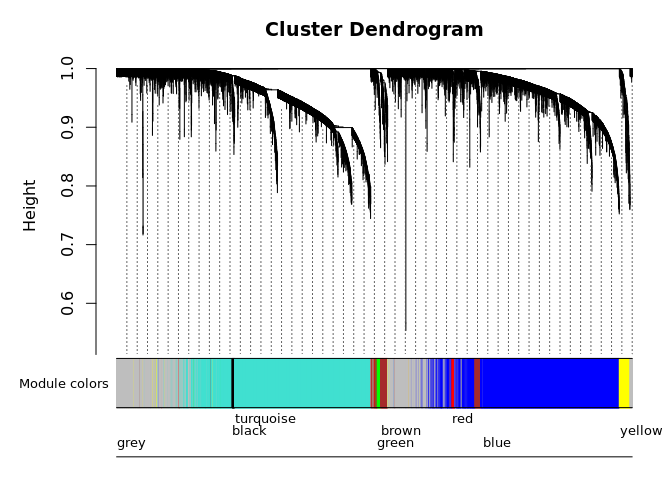 Cluster Dendrogram
Height
1.0
0.9
0.8
0.7
0.6
Module colors
turquoise
red
black
brown
yellow
grey
green
blue